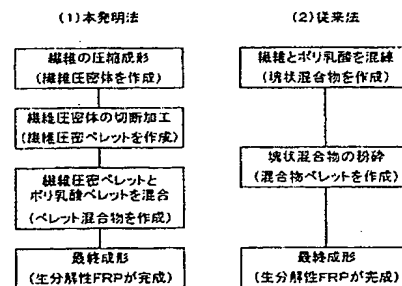 (1)本発明法
繊維の圧縮成形
(繊維圧密体を作成)
繊維圧密体の切断加工
(繊維圧密ペレットを作成)
繊維圧密ペレットと
ポリ乳酸ペレットを混合
(ペレット混合物を作成)
最終成形
(生分解性FRPが完成)
(2)従来法
繊維とポリ乳酸を混練
(塊状混合物を作成)
塊状混合物の粉砕
(混合物ペレットを作成)
最終成形
(生分解性FRPが完成)